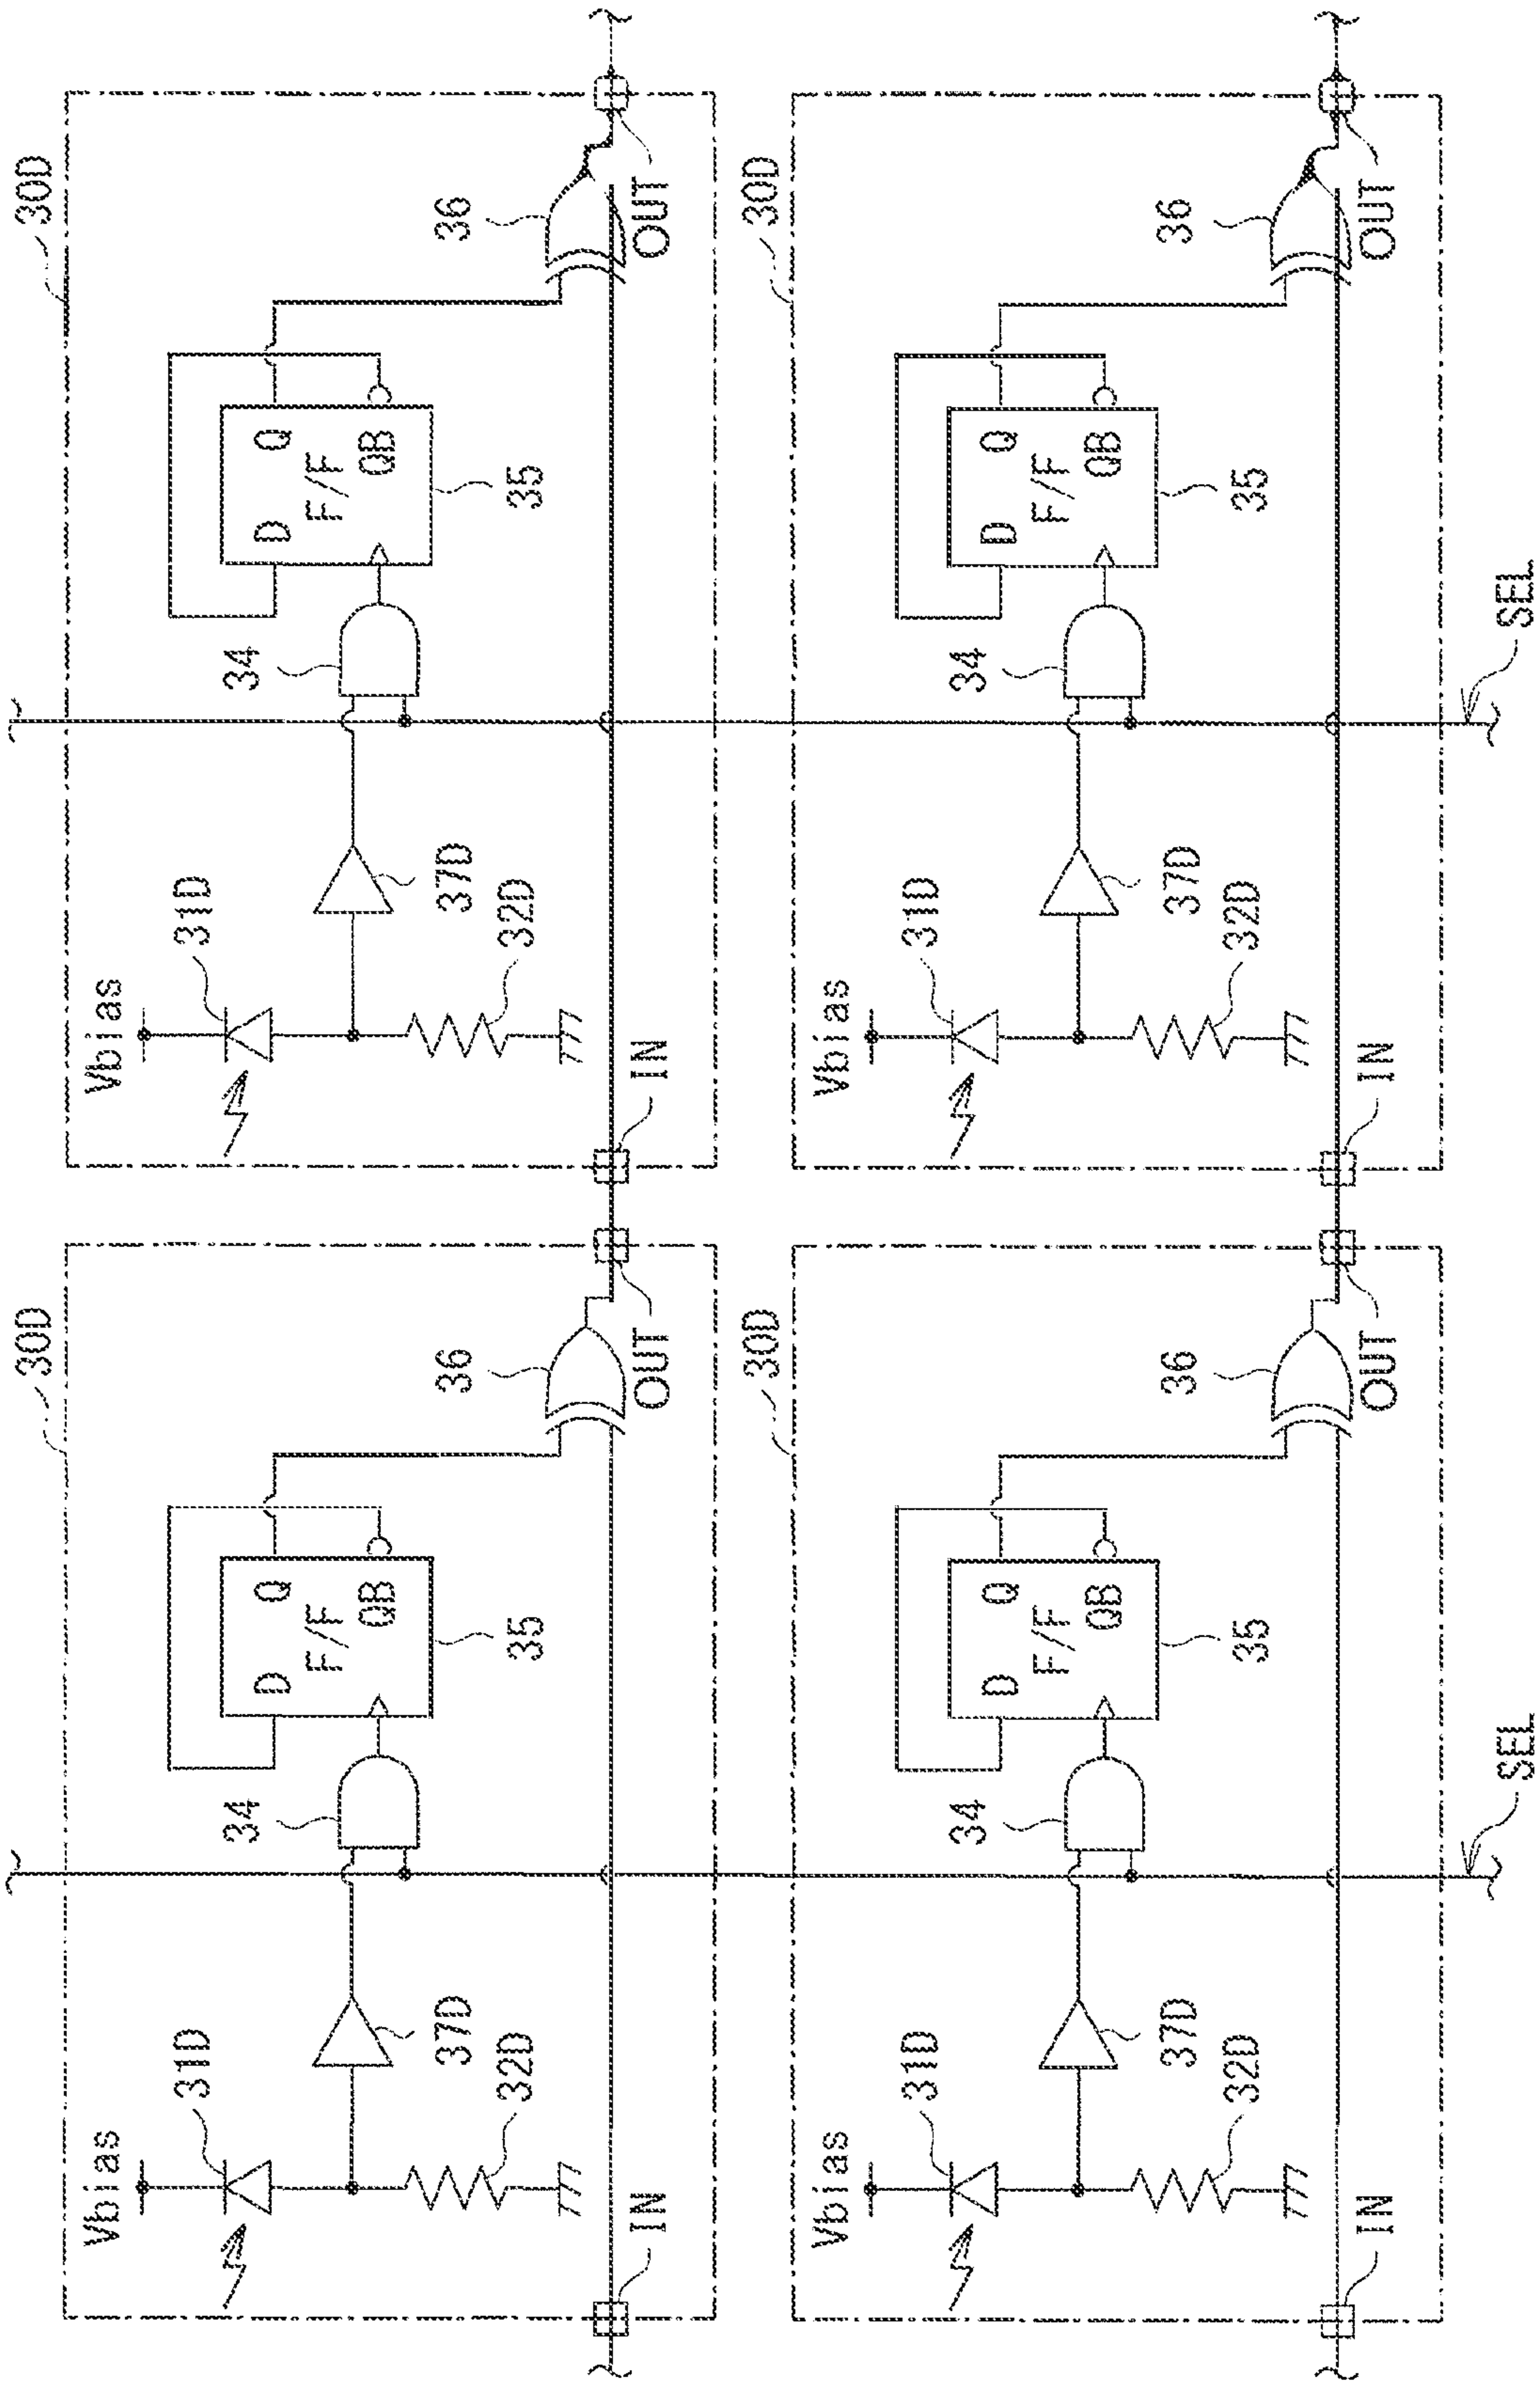 30D
Vbias
31D
37D
32D
34
D Q
F/F
QB
35
36
IN
OUT
30D
Vbias
31D
37D
32D
34
D Q
F/F
QB
35
36
IN
OUT
30D
Vbias
31D
37D
32D
34
D Q
F/F
QB
35
36
IN
OUT
SEL
30D
Vbias
31D
37D
32D
34
D Q
F/F
QB
35
36
IN
OUT
SEL